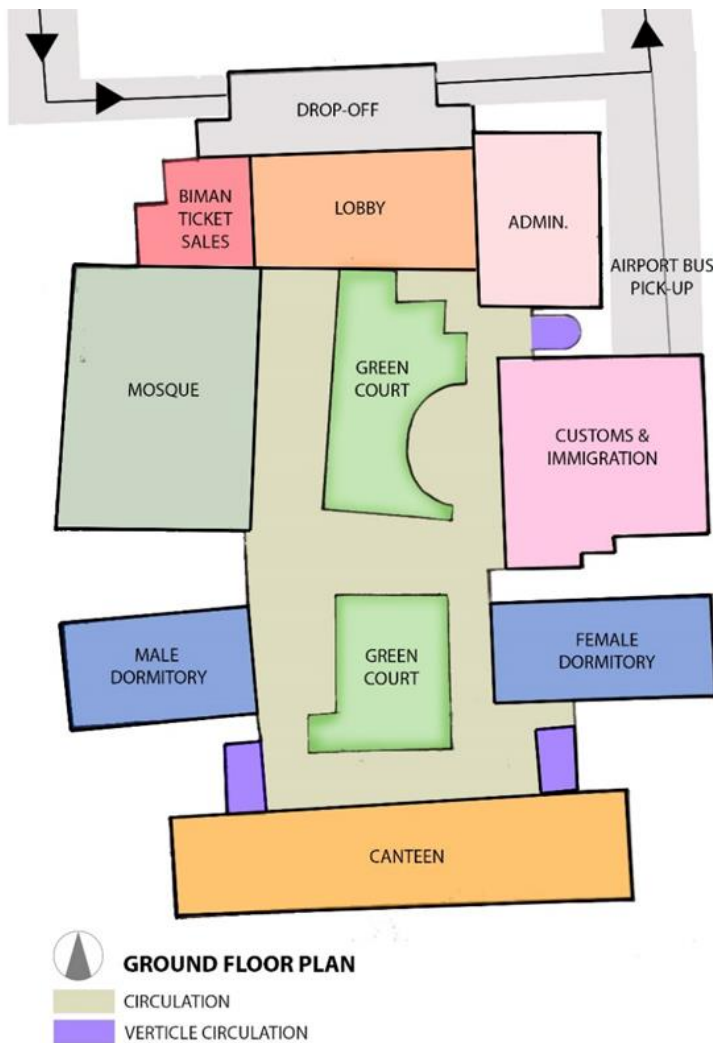 DROP-OFF
BIMAN
TICKET
SALES
LOBBY
ADMIN.
AIRPORT BUS
PICK-UP
MOSQUE
GREEN
COURT
CUSTOMS &
IMMIGRATION
MALE
DORMITORY
GREEN
COURT
FEMALE
DORMITORY
CANTEEN
GROUND FLOOR PLAN
CIRCULATION
VERTICLE CIRCULATION